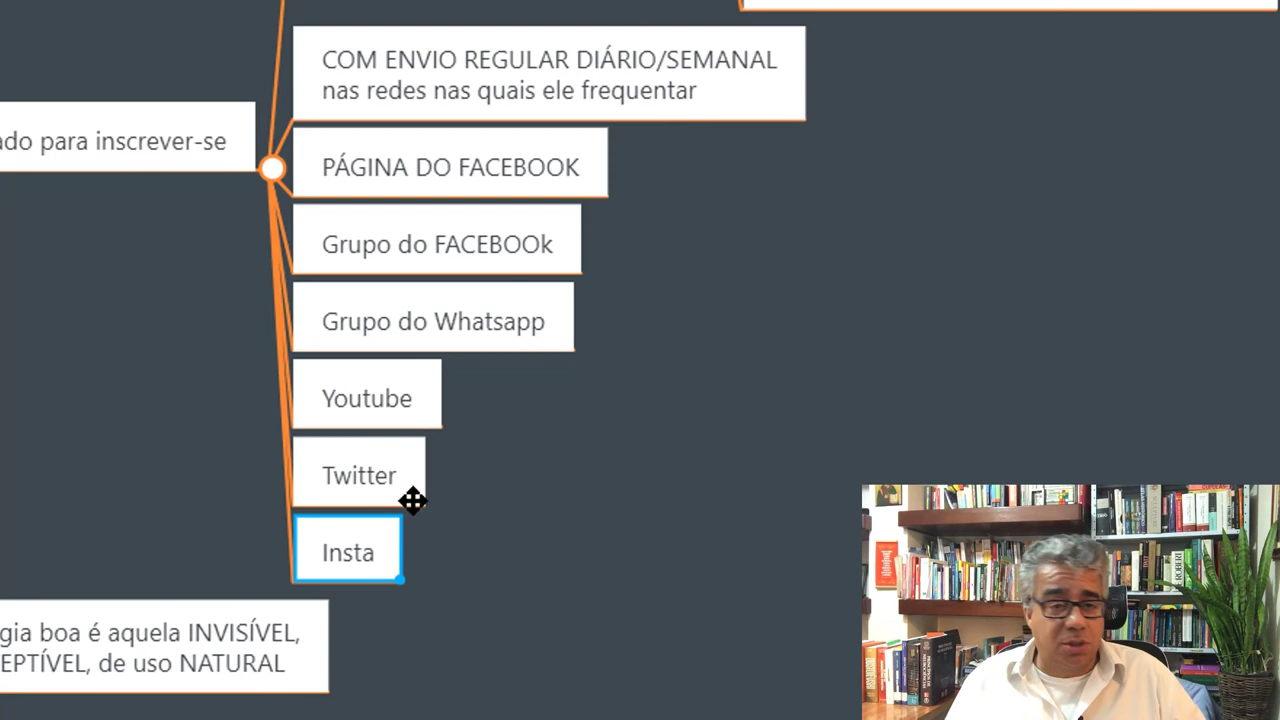 COM ENVIO REGULAR DIÁRIO/SEMANAL
nas redes nas quais ele frequentar
ado para inscrever-se
PÁGINA DO FACEBOOK
Grupo do FACEBOOk
Grupo do Whatsapp
Youtube
Twitter
Insta
gia boa é aquela INVISÍVEL,
EPTÍVEL, de uso NATURAL